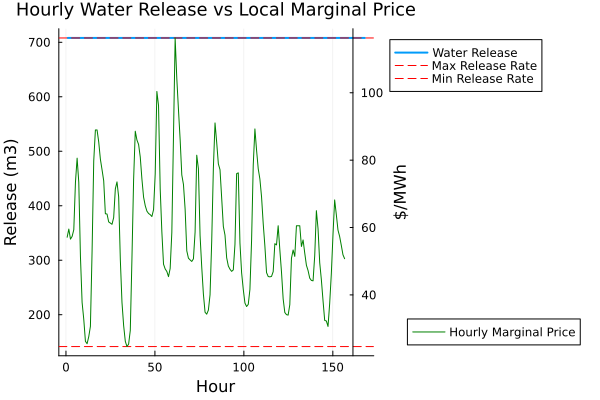 Hourly Water Release vs Local Marginal Price
Release (m3)
700
600
500
400
300
200
0
50
100
150
Hour
100
80
60
40
$/MWh
Water Release
Max Release Rate
Min Release Rate
Hourly Marginal Price